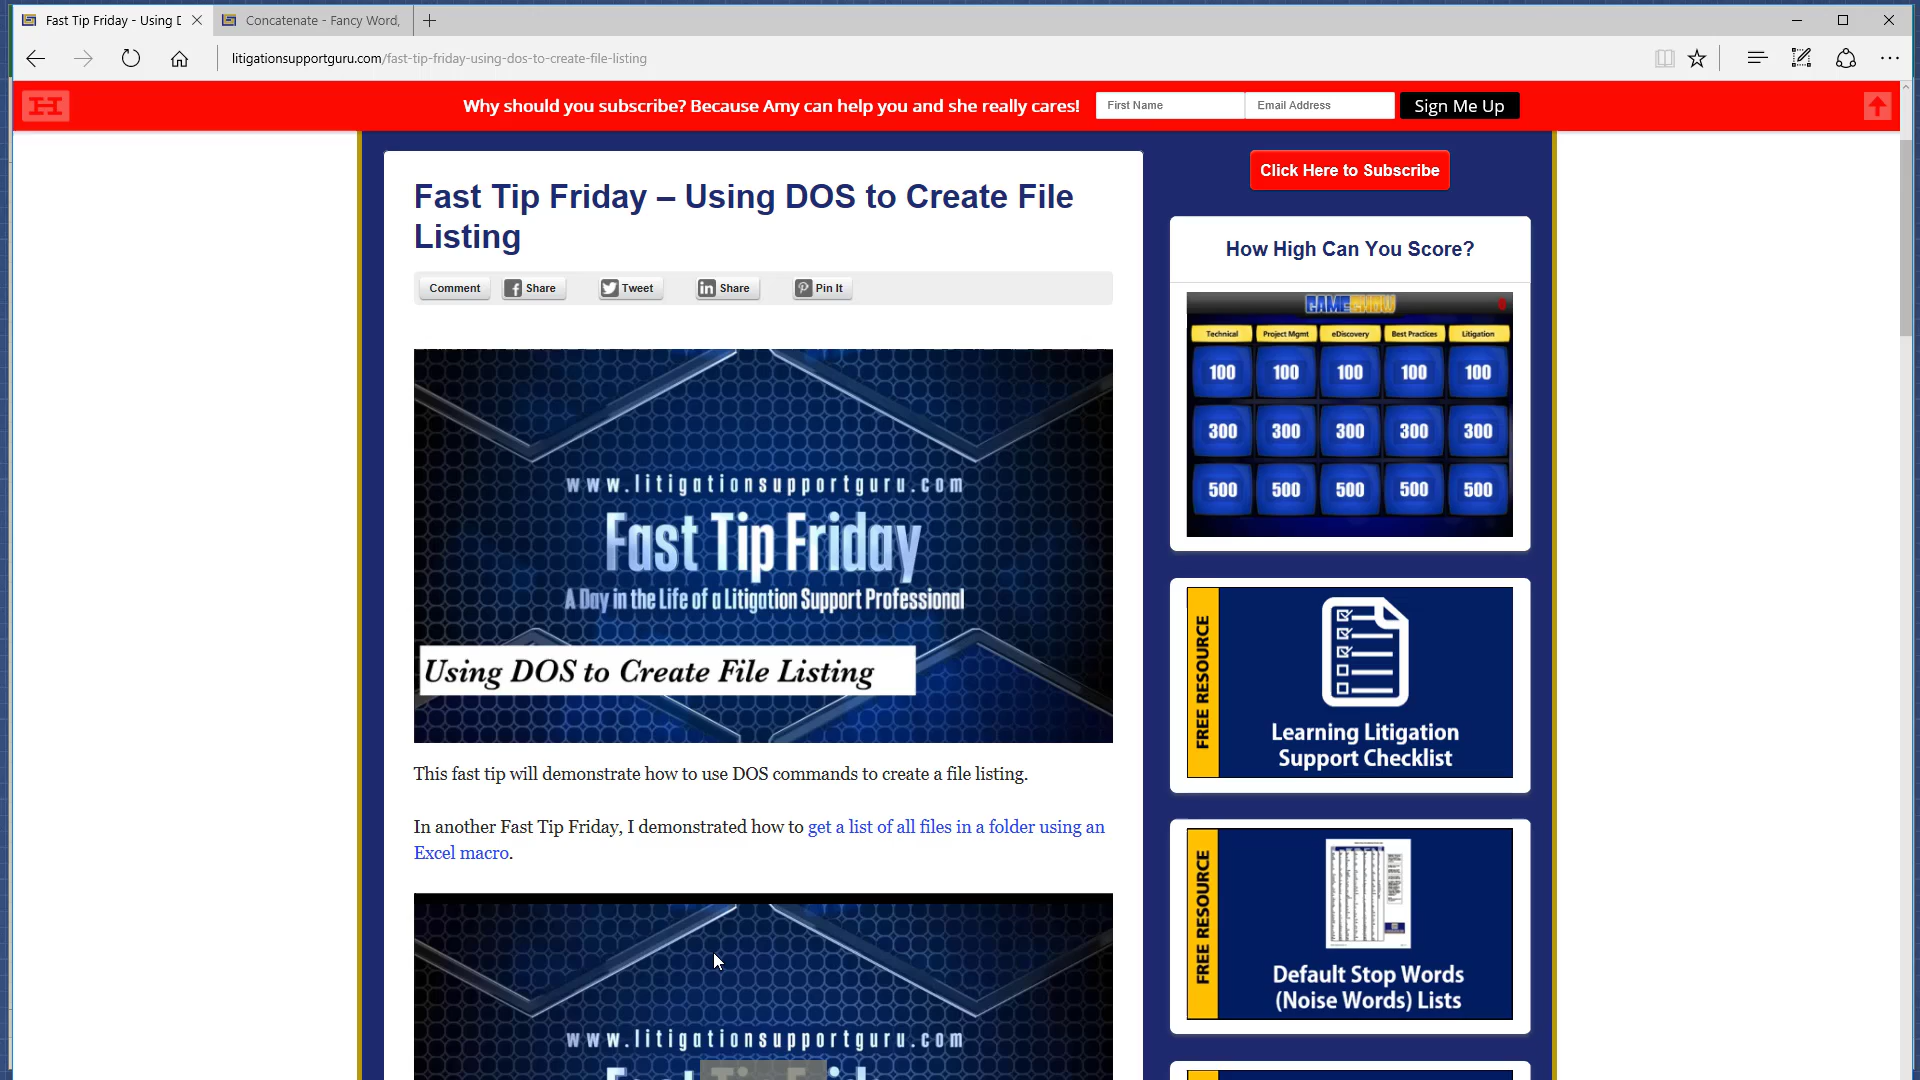 Fast Tip Friday - Using D
Concatenate - Fancy Word,
litigationsupportguru.com/fast-tip-friday-using-dos-to-create-file-listing
Why should you subscribe? Because Amy can help you and she really cares!
First Name
Email Address
Sign Me Up
Fast Tip Friday – Using DOS to Create File
Listing
Comment
Share
Tweet
Share
Pin It
www.litigationsupportguru.com
Fast Tip Friday
A Day in the Life of a Litigation Support Professional
Using DOS to Create File Listing
This fast tip will demonstrate how to use DOS commands to create a file listing.
In another Fast Tip Friday, I demonstrated how to get a list of all files in a folder using an
Excel macro.
www.litigationsupportguru.com
Click Here to Subscribe
How High Can You Score?
GAME SHOW
Technical
Project Mgmt
eDiscovery
Best Practices
Litigation
100 100 100 100 100
300 300 300 300 300
500 500 500 500 500
FREE RESOURCE
Learning Litigation
Support Checklist
FREE RESOURCE
Default Stop Words
(Noise Words) Lists